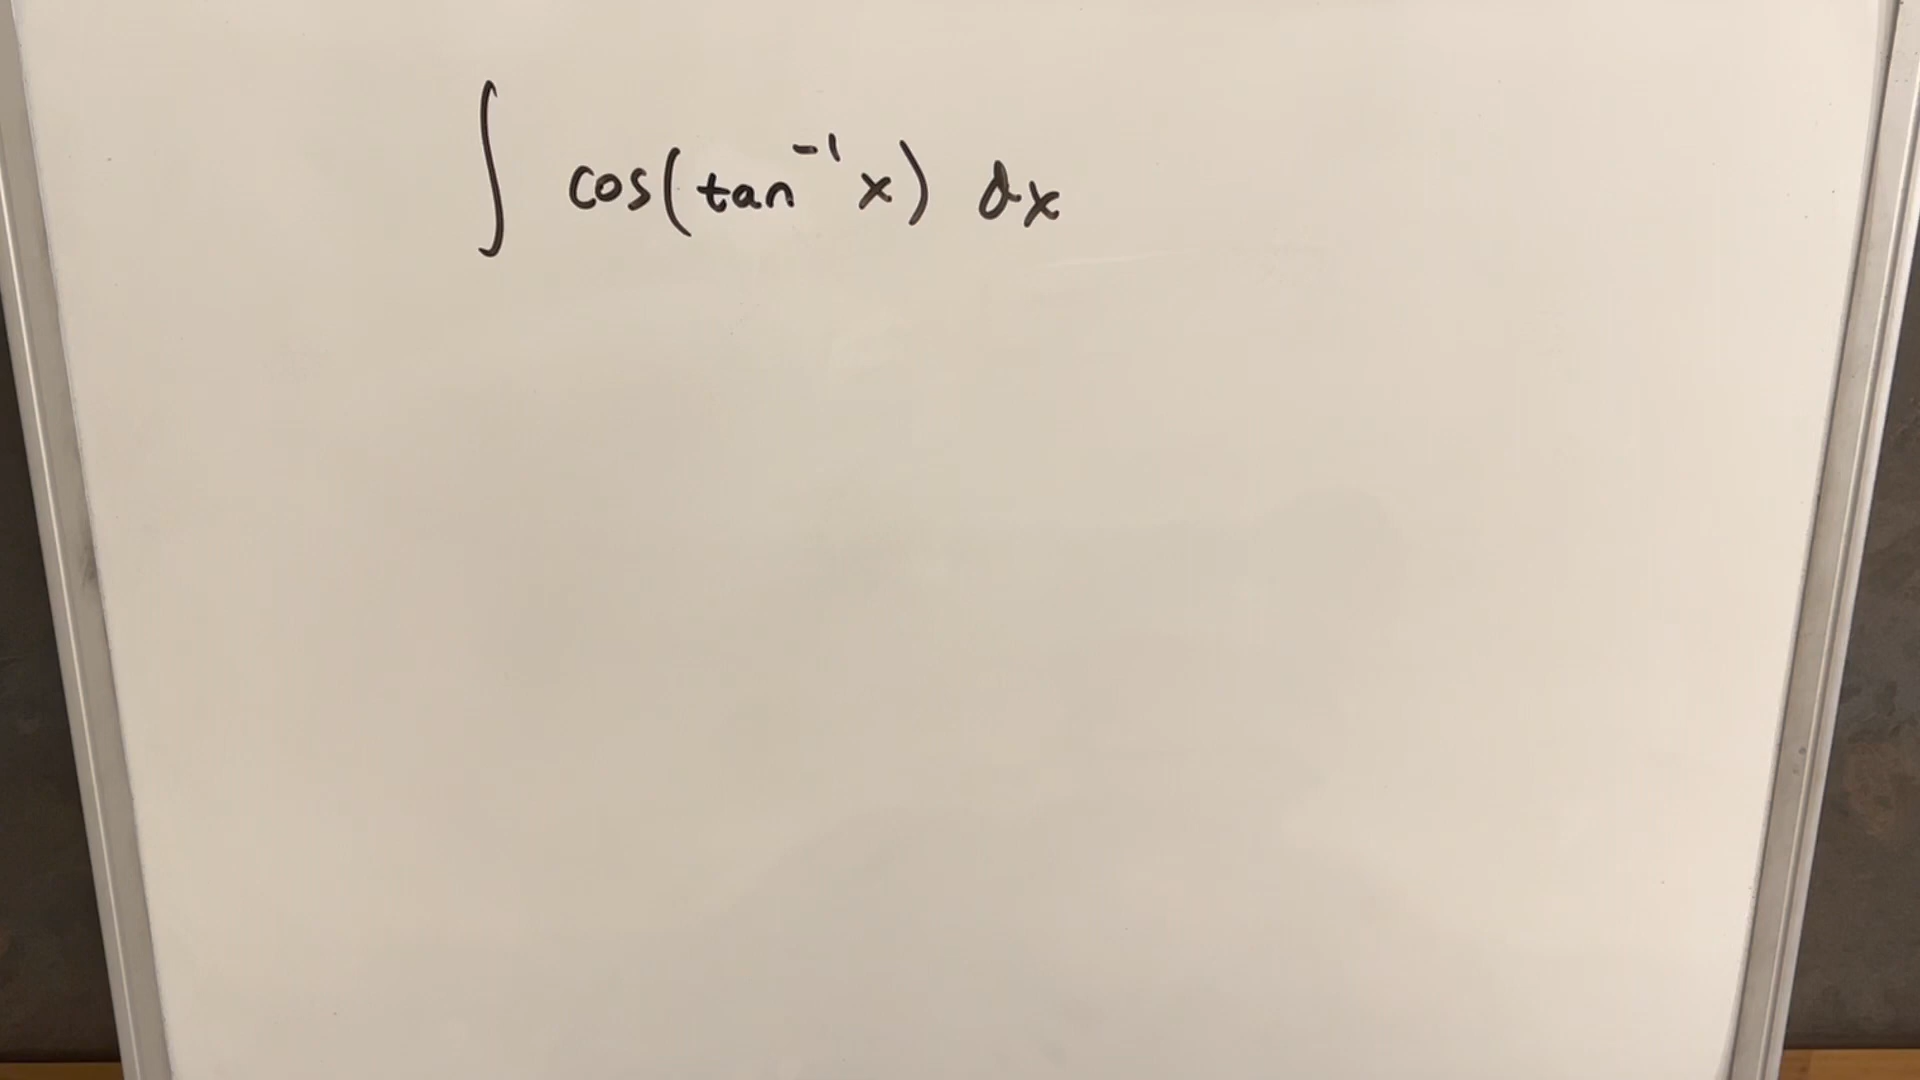 ∫ cos(tan⁻¹x) dx